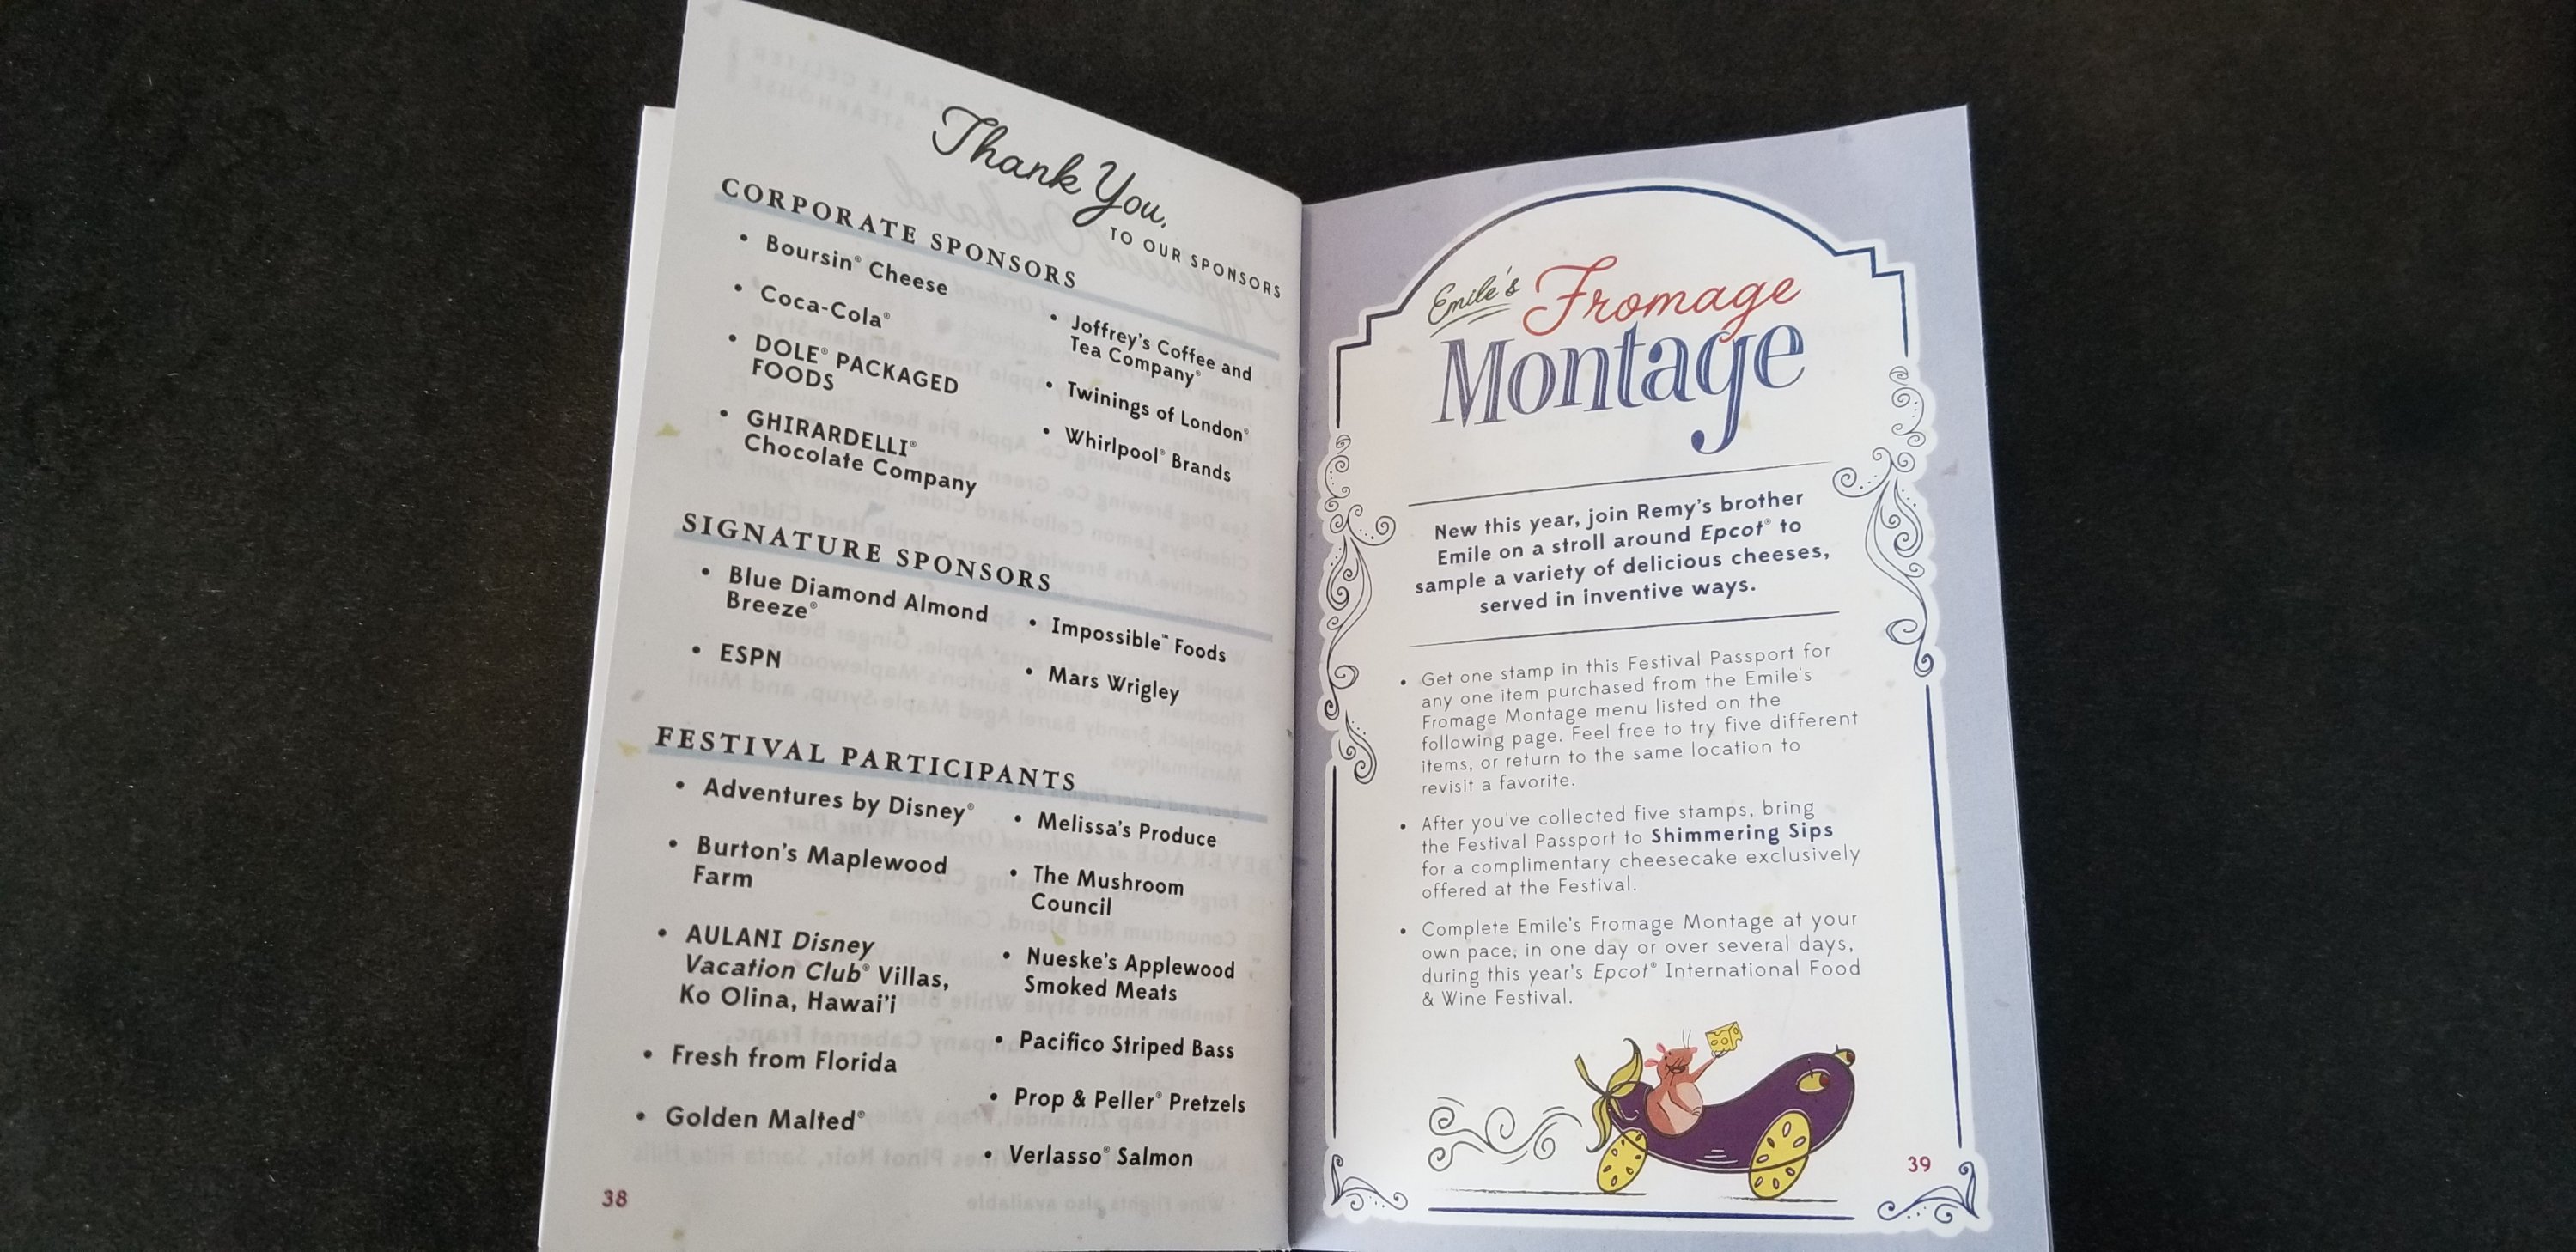 Thank You,
TO OUR SPONSORS
CORPORATE SPONSORS
• Boursin® Cheese
• Coca-Cola®
• DOLE® PACKAGED
FOODS
• GHIRARDELLI®
Chocolate Company
• Joffrey's Coffee and
Tea Company®
• Twinings of London®
• Whirlpool® Brands
SIGNATURE SPONSORS
• Blue Diamond Almond
Breeze®
• ESPN
• Impossible™ Foods
• Mars Wrigley
FESTIVAL PARTICIPANTS
• Adventures by Disney®
• Burton's Maplewood
Farm
• AULANI Disney
Vacation Club® Villas,
Ko Olina, Hawai'i
• Fresh from Florida
• Golden Malted®
• Melissa's Produce
• The Mushroom
Council
• Nueske's Applewood
Smoked Meats
• Pacifico Striped Bass
• Prop & Peller® Pretzels
• Verlasso® Salmon
38
Emile's Fromage
Montage
New this year, join Remy's brother
Emile on a stroll around Epcot® to
sample a variety of delicious cheeses,
served in inventive ways.
• Get one stamp in this Festival Passport for
any one item purchased from the Emile's
Fromage Montage menu listed on the
following page. Feel free to try five different
items, or return to the same location to
revisit a favorite.
• After you've collected five stamps, bring
the Festival Passport to Shimmering Sips
for a complimentary cheesecake exclusively
offered at the Festival.
• Complete Emile's Fromage Montage at your
own pace, in one day or over several days,
during this year's Epcot® International Food
& Wine Festival.
39